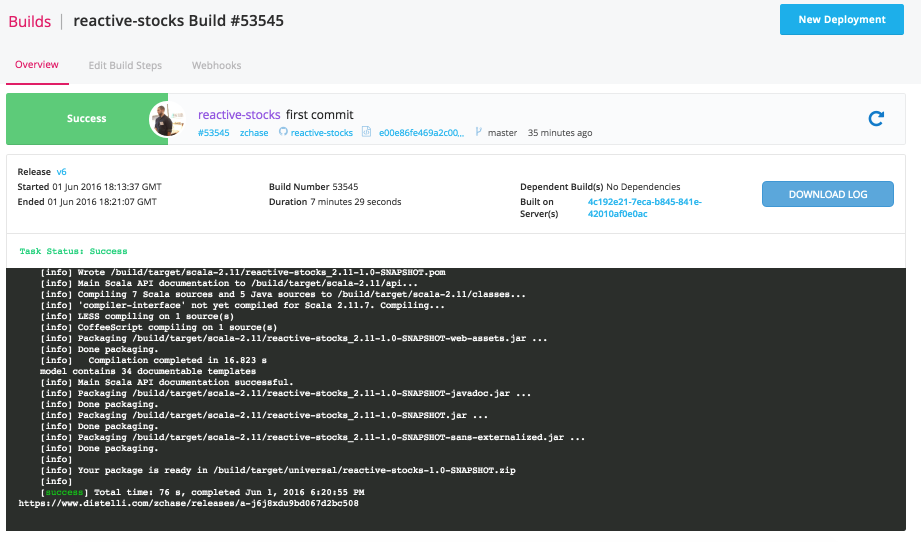 Builds | reactive-stocks Build #53545
New Deployment
Overview Edit Build Steps Webhooks
Success
reactive-stocks first commit
#53545 zchase reactive-stocks e00e86fe469a2c00... master 35 minutes ago
Release v6
Started 01 Jun 2016 18:13:37 GMT
Ended 01 Jun 2016 18:21:07 GMT
Build Number 53545
Duration 7 minutes 29 seconds
Dependent Build(s) No Dependencies
Built on Server(s) 4c192e21-7eca-b845-841e-
42010af0e0ac
DOWNLOAD LOG
Task Status: Success
[info] Wrote /build/target/scala-2.11/reactive-stocks_2.11-1.0-SNAPSHOT.pom
[info] Main Scala API documentation to /build/target/scala-2.11/api...
[info] Compiling 7 Scala sources and 5 Java sources to /build/target/scala-2.11/classes...
[info] 'compiler-interface' not yet compiled for Scala 2.11.7. Compiling...
[info] LESS compiling on 1 source(s)
[info] CoffeeScript compiling on 1 source(s)
[info] Packaging /build/target/scala-2.11/reactive-stocks_2.11-1.0-SNAPSHOT-web-assets.jar ...
[info] Done packaging.
[info] Compilation completed in 16.823 s
model contains 34 documentable templates
[info] Main Scala API documentation successful.
[info] Packaging /build/target/scala-2.11/reactive-stocks_2.11-1.0-SNAPSHOT-javadoc.jar ...
[info] Done packaging.
[info] Packaging /build/target/scala-2.11/reactive-stocks_2.11-1.0-SNAPSHOT.jar ...
[info] Done packaging.
[info] Packaging /build/target/scala-2.11/reactive-stocks_2.11-1.0-SNAPSHOT-sans-externalized.jar ...
[info] Done packaging.
[info]
[info] Your package is ready in /build/target/universal/reactive-stocks-1.0-SNAPSHOT.zip
[info]
[success] Total time: 76 s, completed Jun 1, 2016 6:20:55 PM
https://www.distelli.com/zchase/releases/a-j6j8xdu9bd067d2bc508